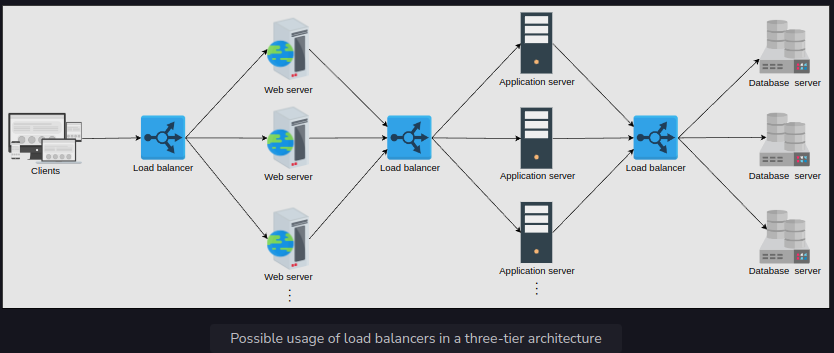 Web server
Application server
Database server
Clients
Load balancer
Web server
Load balancer
Application server
Load balancer
Database server
Web server
Application server
Database server
Possible usage of load balancers in a three-tier architecture